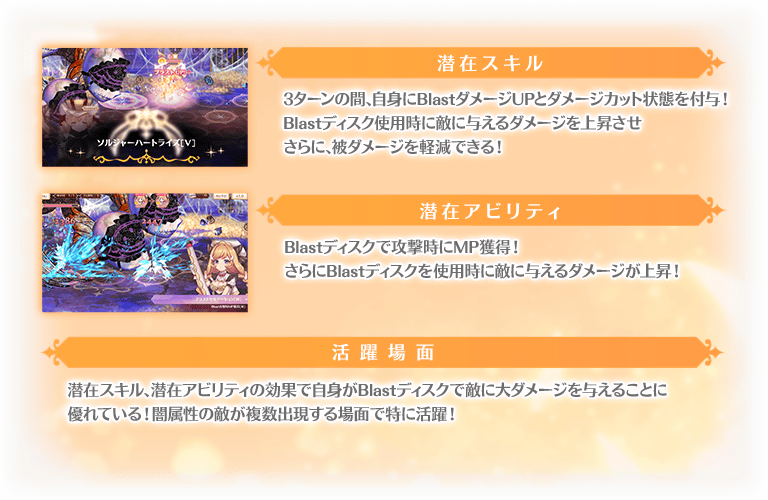 潜在スキル
3ターンの間、自身にBlastダメージUPとダメージカット状態を付与！
Blastディスク使用時に敵に与えるダメージを上昇させ
さらに、被ダメージを軽減できる！
ソルジャーハートライズ[Ⅴ]
潜在アビリティ
Blastディスクで攻撃時にMP獲得！
さらにBlastディスクを使用時に敵に与えるダメージが上昇！
活躍場面
潜在スキル、潜在アビリティの効果で自身がBlastディスクで敵に大ダメージを与えることに
優れている！闇属性の敵が複数出現する場面で特に活躍！